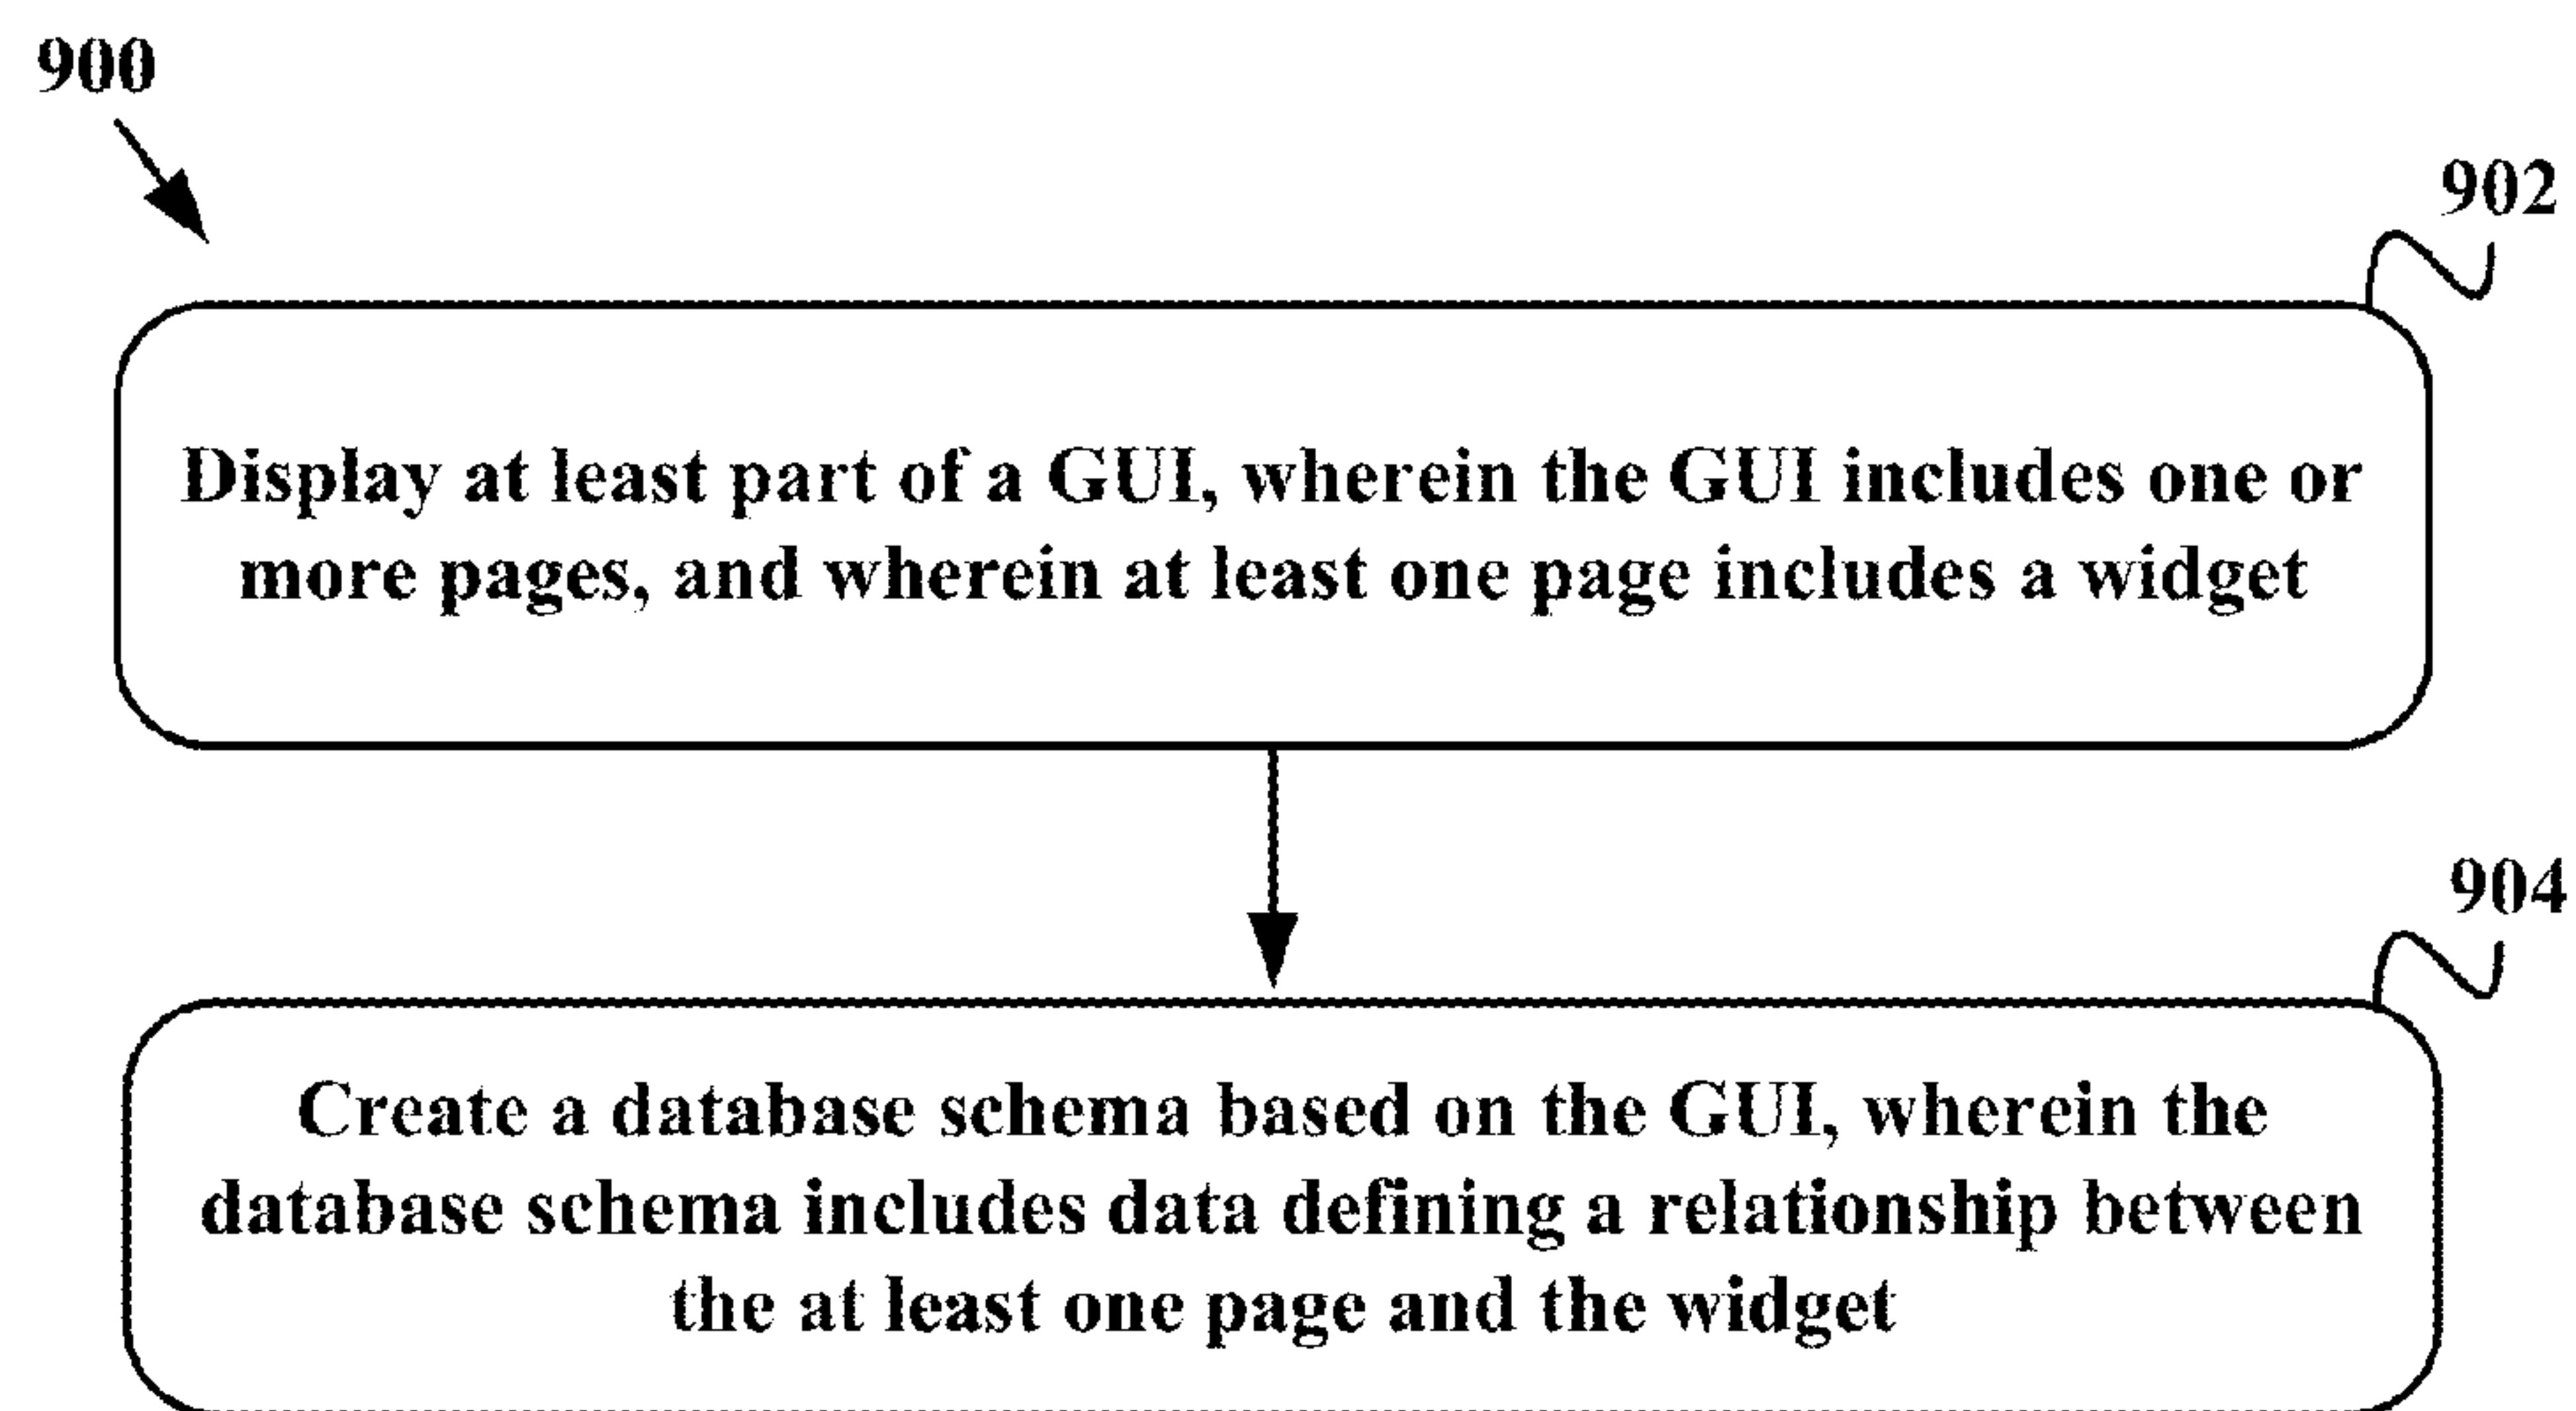 900
902
Display at least part of a GUI, wherein the GUI includes one or
more pages, and wherein at least one page includes a widget
904
Create a database schema based on the GUI, wherein the
database schema includes data defining a relationship between
the at least one page and the widget